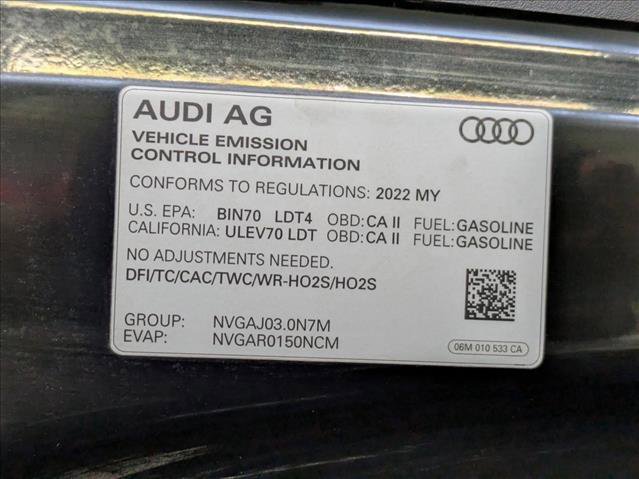 AUDI AG
VEHICLE EMISSION
CONTROL INFORMATION
CONFORMS TO REGULATIONS: 2022 MY
U.S. EPA: BIN70 LDT4 OBD: CA II FUEL: GASOLINE
CALIFORNIA: ULEV70 LDT OBD: CA II FUEL: GASOLINE
NO ADJUSTMENTS NEEDED.
DFI/TC/CAC/TWC/WR-HO2S/HO2S
GROUP: NVGAJ03.0N7M
EVAP: NVGAR0150NCM
06M 010 533 CA